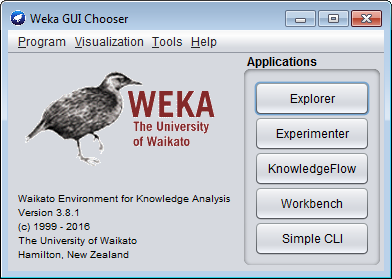 Weka GUI Chooser
Program Visualization Tools Help
Applications
WEKA
The University
of Waikato
Explorer
Experimenter
KnowledgeFlow
Workbench
Simple CLI
Waikato Environment for Knowledge Analysis
Version 3.8.1
(c) 1999 - 2016
The University of Waikato
Hamilton, New Zealand